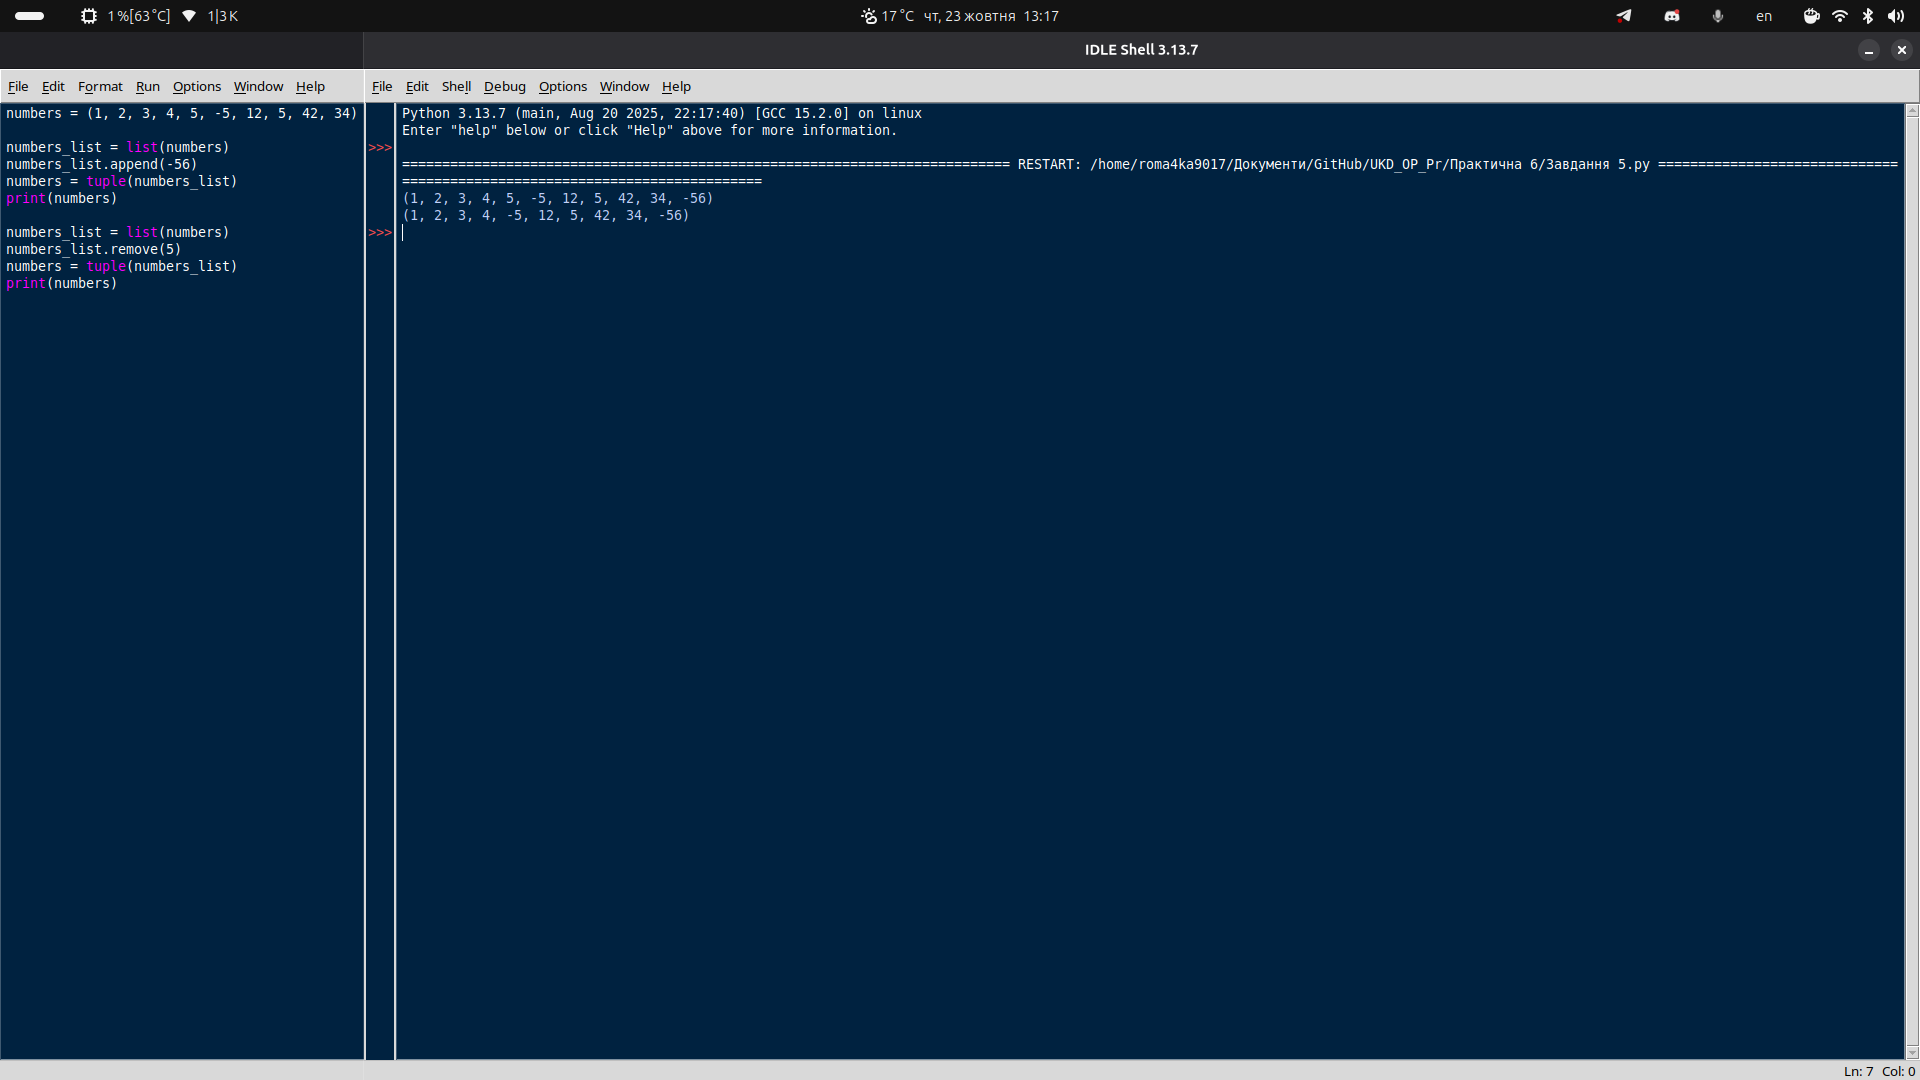 1%[63°C] 1|3K 17°C чт, 23 жовтня 13:17 en
IDLE Shell 3.13.7
File Edit Format Run Options Window Help
numbers = (1, 2, 3, 4, 5, -5, 12, 5, 42, 34)
numbers_list = list(numbers)
numbers_list.append(-56)
numbers = tuple(numbers_list)
print(numbers)
numbers_list = list(numbers)
numbers_list.remove(5)
numbers = tuple(numbers_list)
print(numbers)
File Edit Shell Debug Options Window Help
Python 3.13.7 (main, Aug 20 2025, 22:17:40) [GCC 15.2.0] on linux
Enter "help" below or click "Help" above for more information.
>>>
============================================================================ RESTART: /home/roma4ka9017/Документи/GitHub/UKD_OP_Pr/Практична 6/Завдання 5.py ==============================
=============================================
(1, 2, 3, 4, 5, -5, 12, 5, 42, 34, -56)
(1, 2, 3, 4, -5, 12, 5, 42, 34, -56)
>>>
Ln: 7 Col: 0